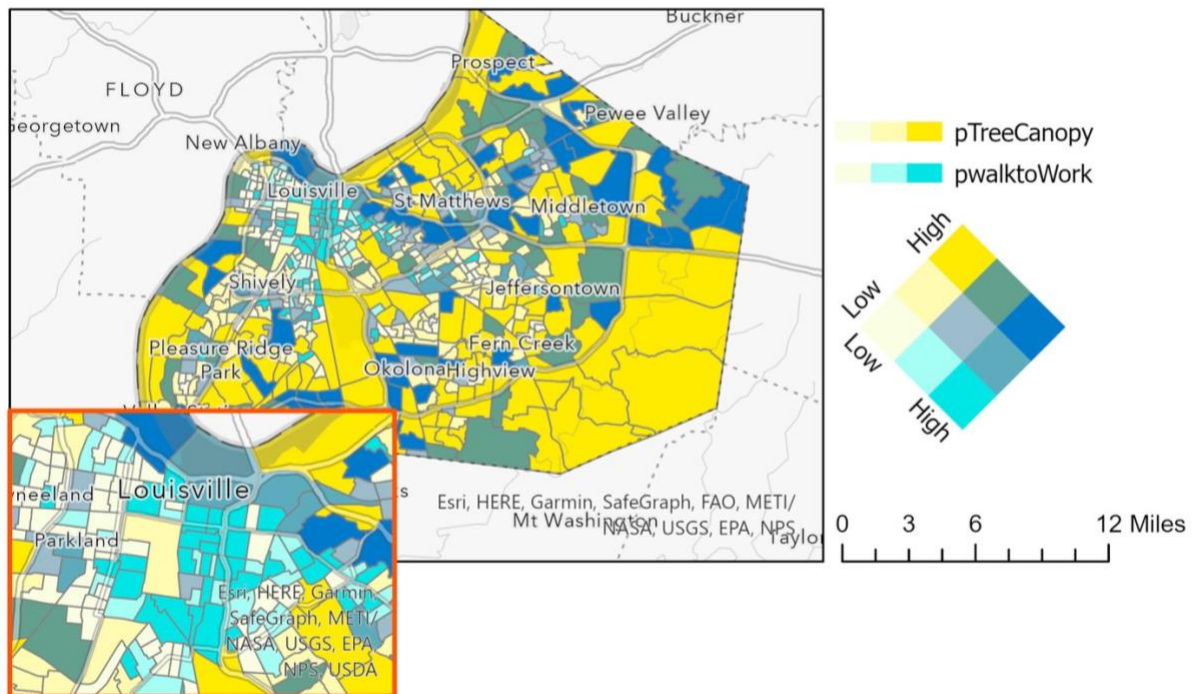 Buckner
Prospect
FLOYD
Pewee Valley
Georgetown
New Albany
Louisville
St Matthews
Middletown
Shively
Jeffersontown
Pleasure Ridge
Park
Fern Creek
Okolona
Highview
Esri, HERE, Garmin, SafeGraph, FAO, METI/
NASA, USGS, EPA, NPS
Mt Washington
Taylor
Louisville
Parkland
Esri, HERE, Garmin,
SafeGraph, METI/
NASA, USGS, EPA,
NPS, USDA
pTreeCanopy
pwalktoWork
High
Low
Low
High
0 3 6 12 Miles